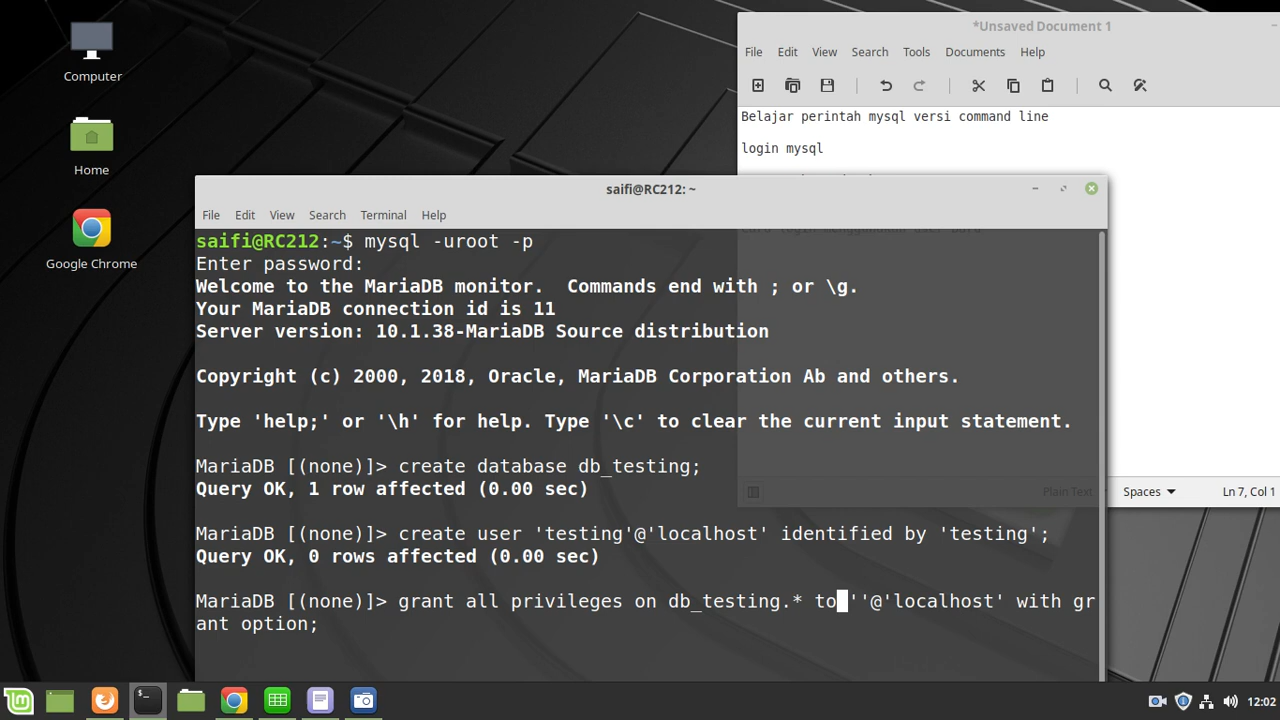 Computer
Home
Google Chrome
*Unsaved Document 1
File Edit View Search Tools Documents Help
Belajar perintah mysql versi command line
login mysql
saifi@RC212: ~
File Edit View Search Terminal Help
saifi@RC212:~$ mysql -uroot -p
Enter password:
Welcome to the MariaDB monitor.  Commands end with ; or \g.
Your MariaDB connection id is 11
Server version: 10.1.38-MariaDB Source distribution
Copyright (c) 2000, 2018, Oracle, MariaDB Corporation Ab and others.
Type 'help;' or '\h' for help. Type '\c' to clear the current input statement.
MariaDB [(none)]> create database db_testing;
Query OK, 1 row affected (0.00 sec)
MariaDB [(none)]> create user 'testing'@'localhost' identified by 'testing';
Query OK, 0 rows affected (0.00 sec)
MariaDB [(none)]> grant all privileges on db_testing.* to ''@'localhost' with gr
ant option;
Plain Text Spaces Ln 7, Col 1
12:02